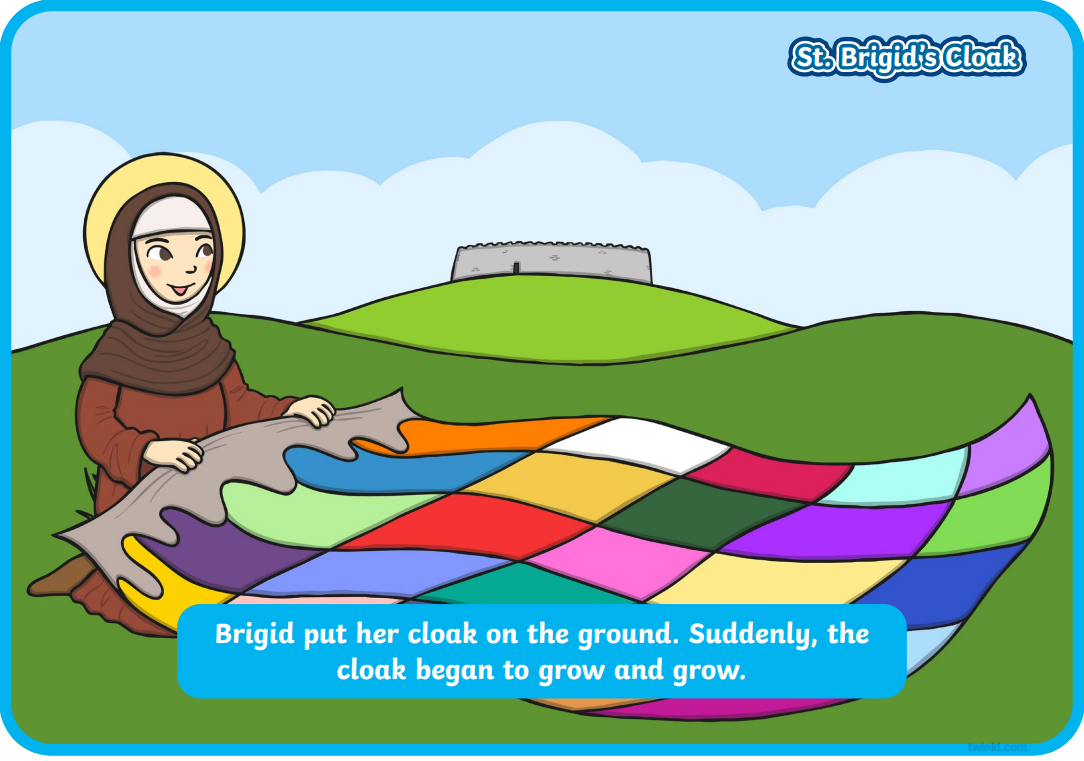 St. Brigid's Cloak
Brigid put her cloak on the ground. Suddenly, the
cloak began to grow and grow.
twinkl.com